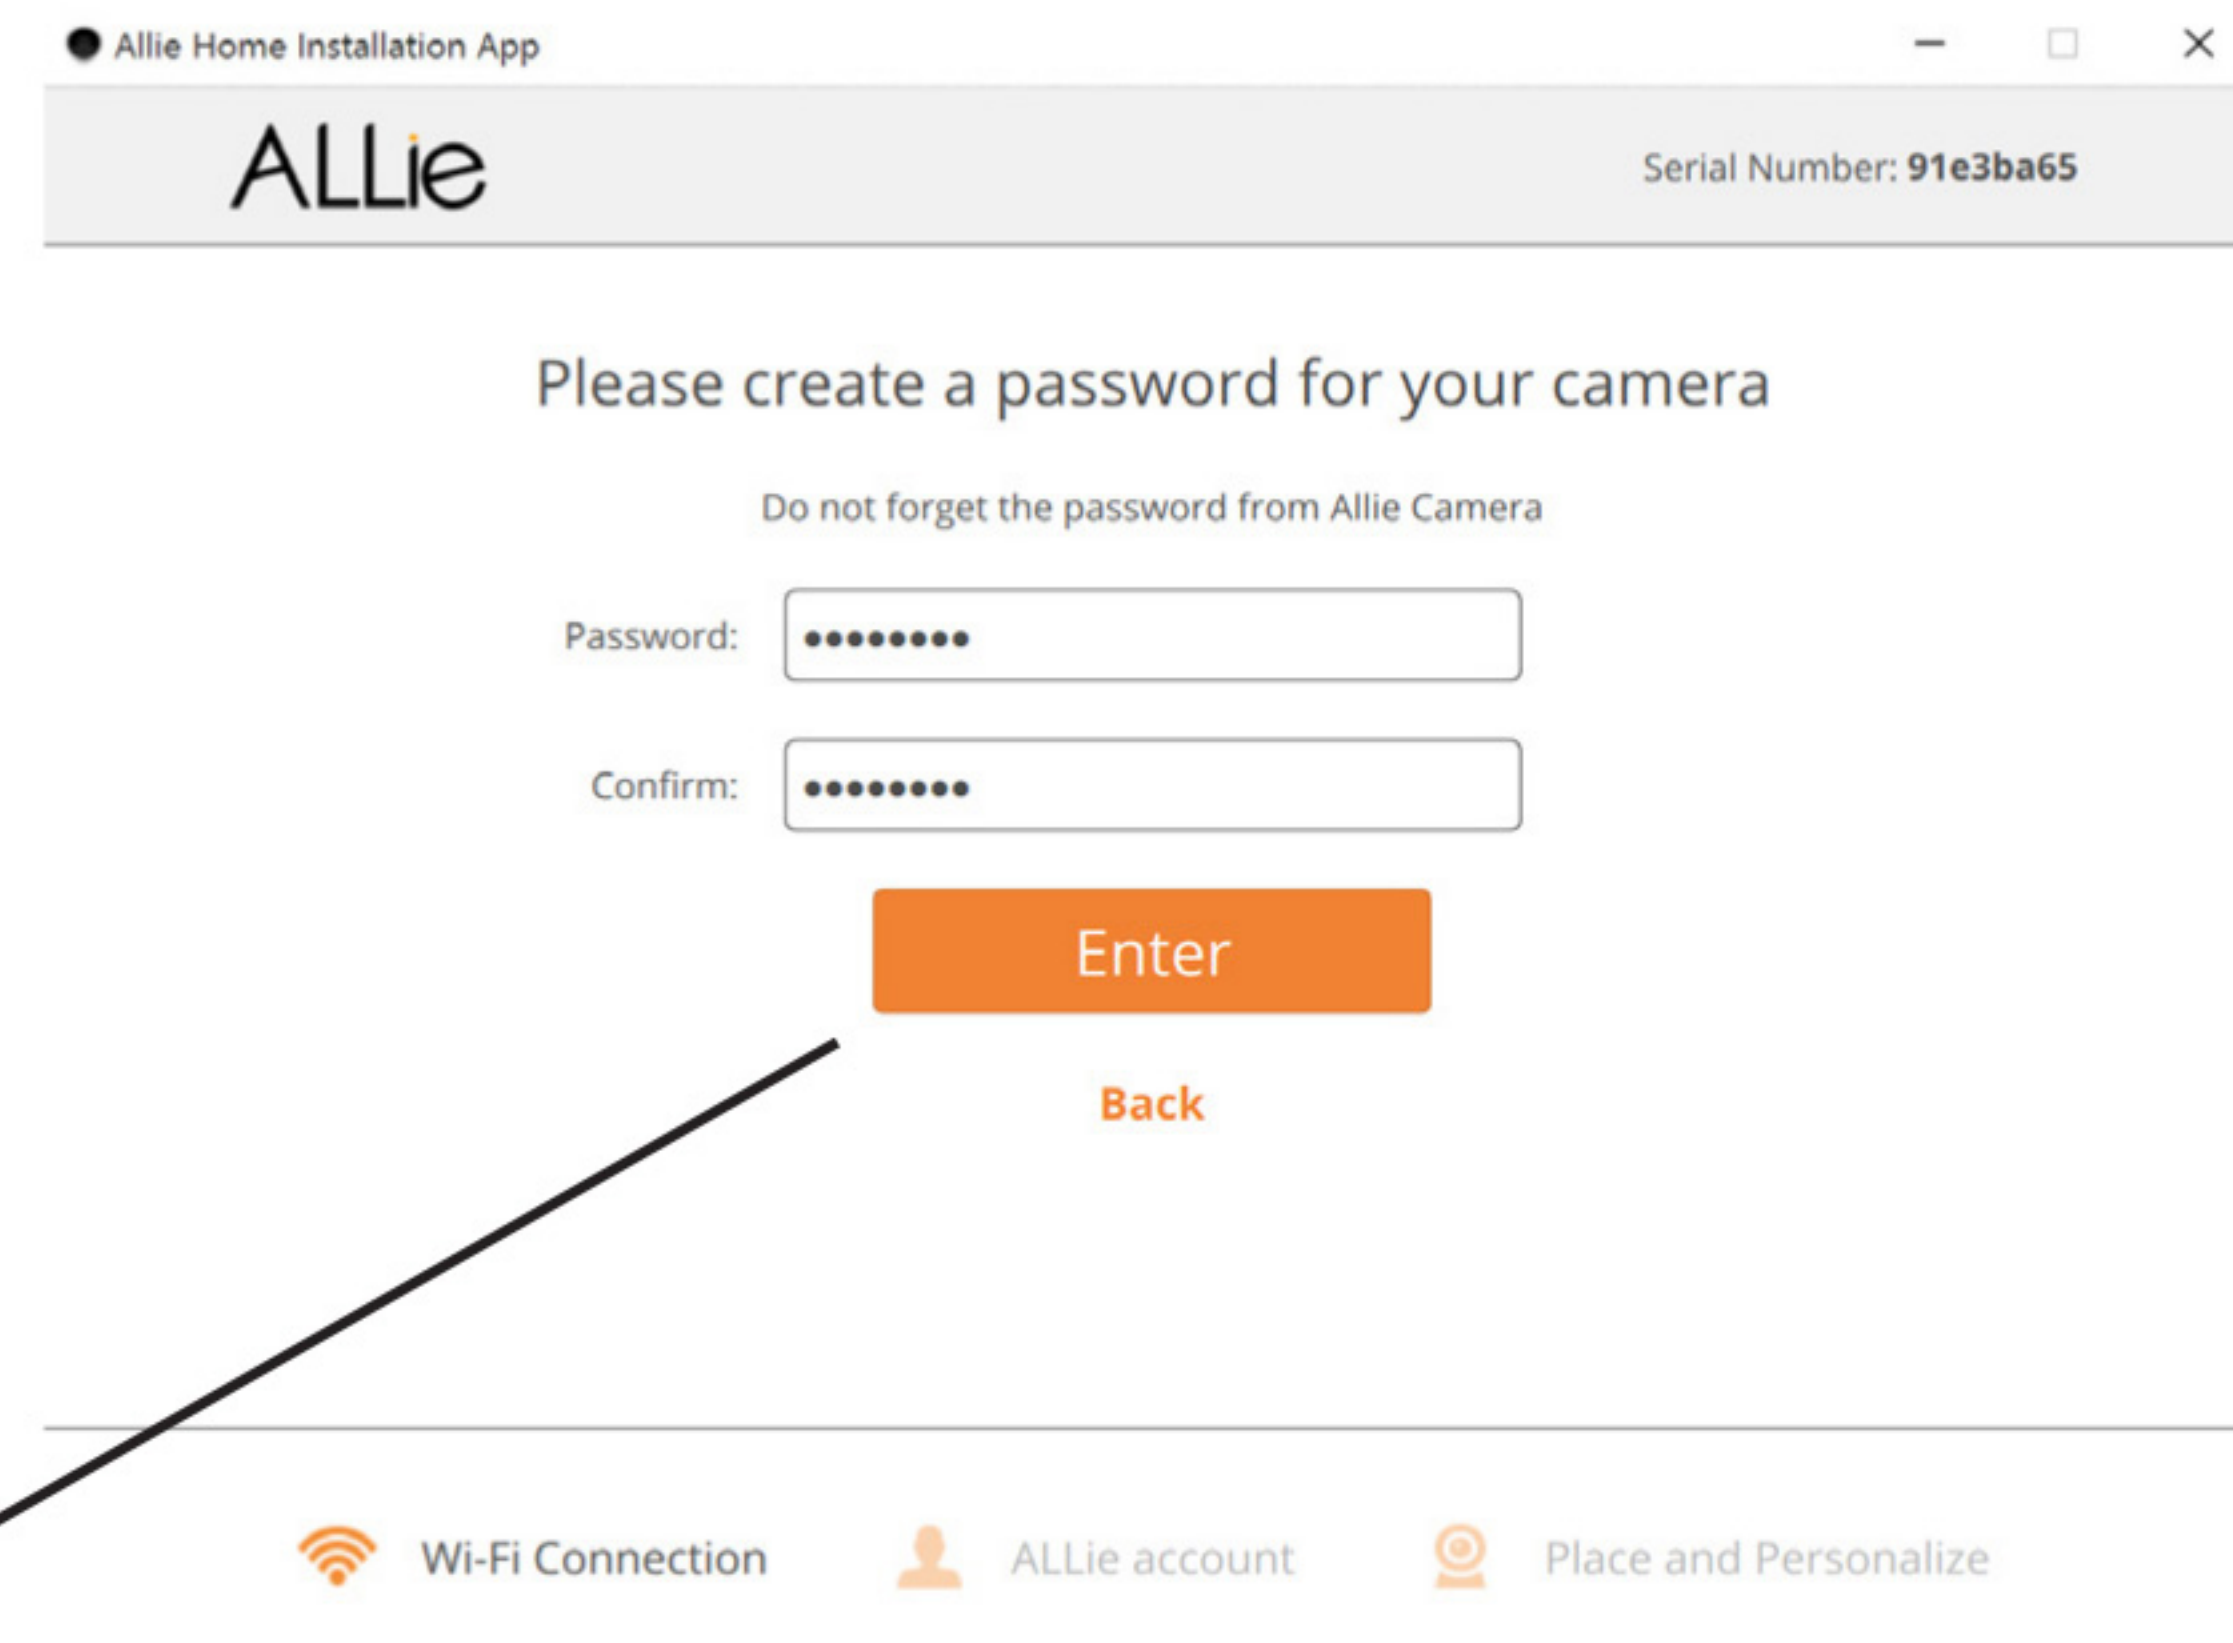 Allie Home Installation App
ALLie
Serial Number: 91e3ba65
Please create a password for your camera
Do not forget the password from Allie Camera
Password: ●●●●●●●●
Confirm: ●●●●●●●●
Enter
Back
Wi-Fi Connection
ALLie account
Place and Personalize